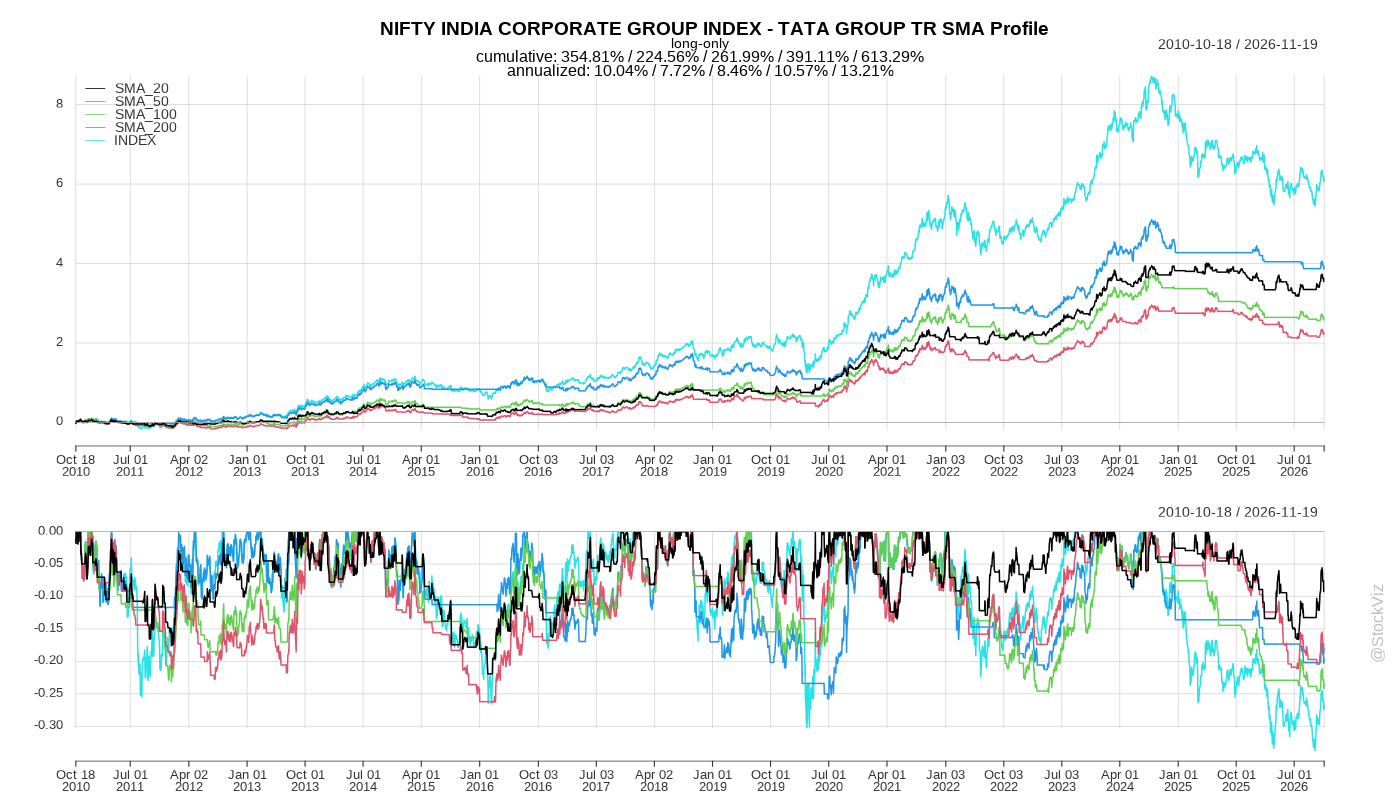 NIFTY INDIA CORPORATE GROUP INDEX - TATA GROUP TR SMA Profile
long-only
2010-10-18 / 2026-11-19
cumulative: 354.81% / 224.56% / 261.99% / 391.11% / 613.29%
annualized: 10.04% / 7.72% / 8.46% / 10.57% / 13.21%
SMA_20
SMA_50
SMA_100
SMA_200
INDEX
8
6
4
2
0
Oct 18 Jul 01 Apr 02 Jan 01 Oct 01 Jul 01 Apr 01 Jan 01 Oct 03 Jul 03 Apr 02 Jan 01 Oct 01 Jul 01 Apr 01 Jan 03 Oct 03 Jul 03 Apr 01 Jan 01 Oct 01 Jul 01
2010 2011 2012 2013 2013 2014 2015 2016 2016 2017 2018 2019 2019 2020 2021 2022 2022 2023 2024 2025 2025 2026
2010-10-18 / 2026-11-19
0.00
-0.05
-0.10
-0.15
-0.20
-0.25
-0.30
Oct 18 Jul 01 Apr 02 Jan 01 Oct 01 Jul 01 Apr 01 Jan 01 Oct 03 Jul 03 Apr 02 Jan 01 Oct 01 Jul 01 Apr 01 Jan 03 Oct 03 Jul 03 Apr 01 Jan 01 Oct 01 Jul 01
2010 2011 2012 2013 2013 2014 2015 2016 2016 2017 2018 2019 2019 2020 2021 2022 2022 2023 2024 2025 2025 2026
@StockViz